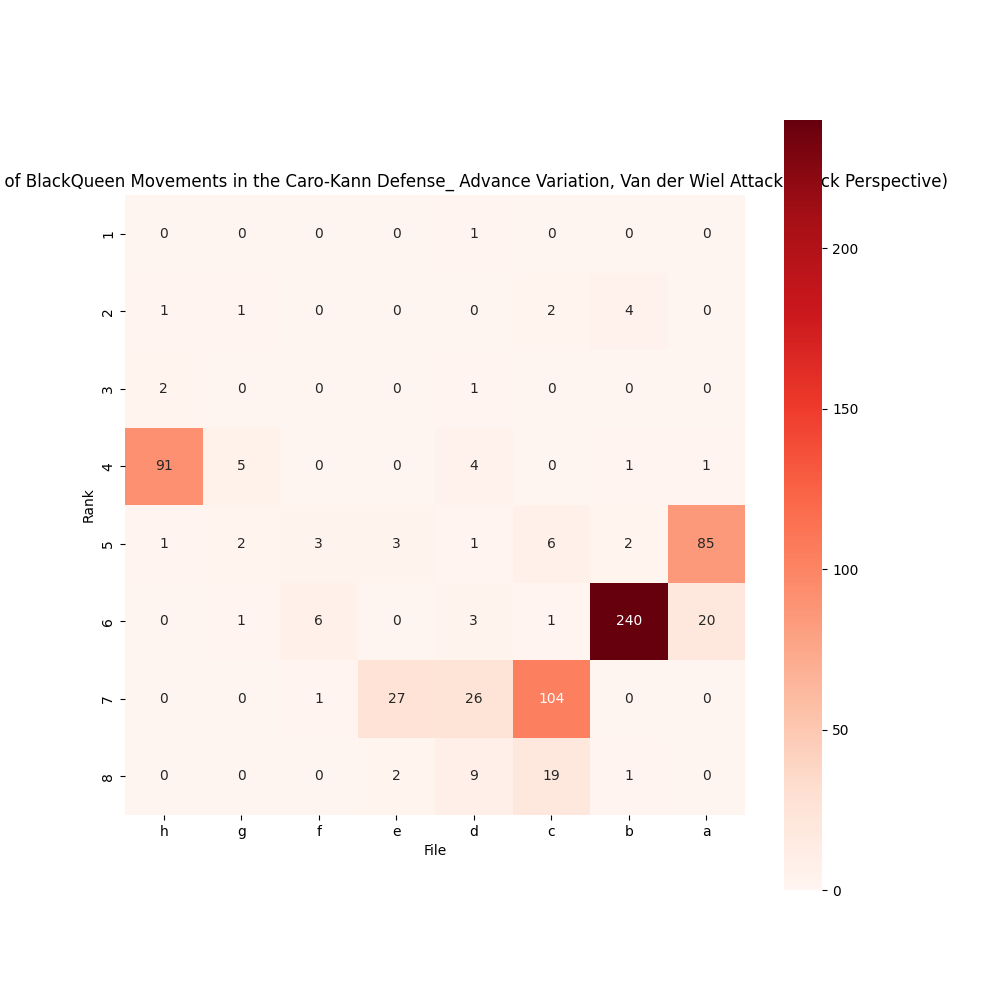 of BlackQueen Movements in the Caro-Kann Defense_ Advance Variation, Van der Wiel Attack Perspective)
1 0 0 0 0 1 0 0 0
2 1 1 0 0 0 2 4 0
3 2 0 0 0 1 0 0 0
4 91 5 0 0 4 0 1 1
5 1 2 3 3 1 6 2 85
6 0 1 6 0 3 1 240 20
7 0 0 1 27 26 104 0 0
8 0 0 0 2 9 19 1 0
h g f e d c b a
File
Rank
200
150
100
50
0